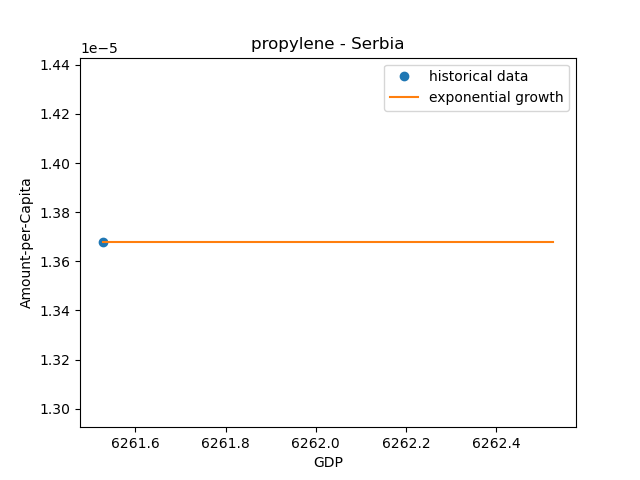 propylene - Serbia
1e−5
1.44
1.42
1.40
1.38
1.36
1.34
1.32
1.30
Amount-per-Capita
historical data
exponential growth
6261.6 6261.8 6262.0 6262.2 6262.4
GDP